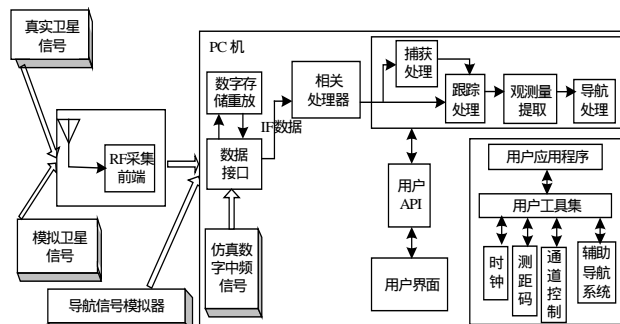 真实卫星
信号
PC 机
捕获
处理
数字存
储重放
相关
处理器
跟踪
处理
观测量
提取
导航
处理
IF数据
RF采集
前端
数据
接口
用户应用程序
用户
API
用户工具集
模拟卫星
信号
仿真数
字中频
信号
时
钟
测
距
码
通
道
控
制
辅助
导航
系统
用户界面
导航信号模拟器